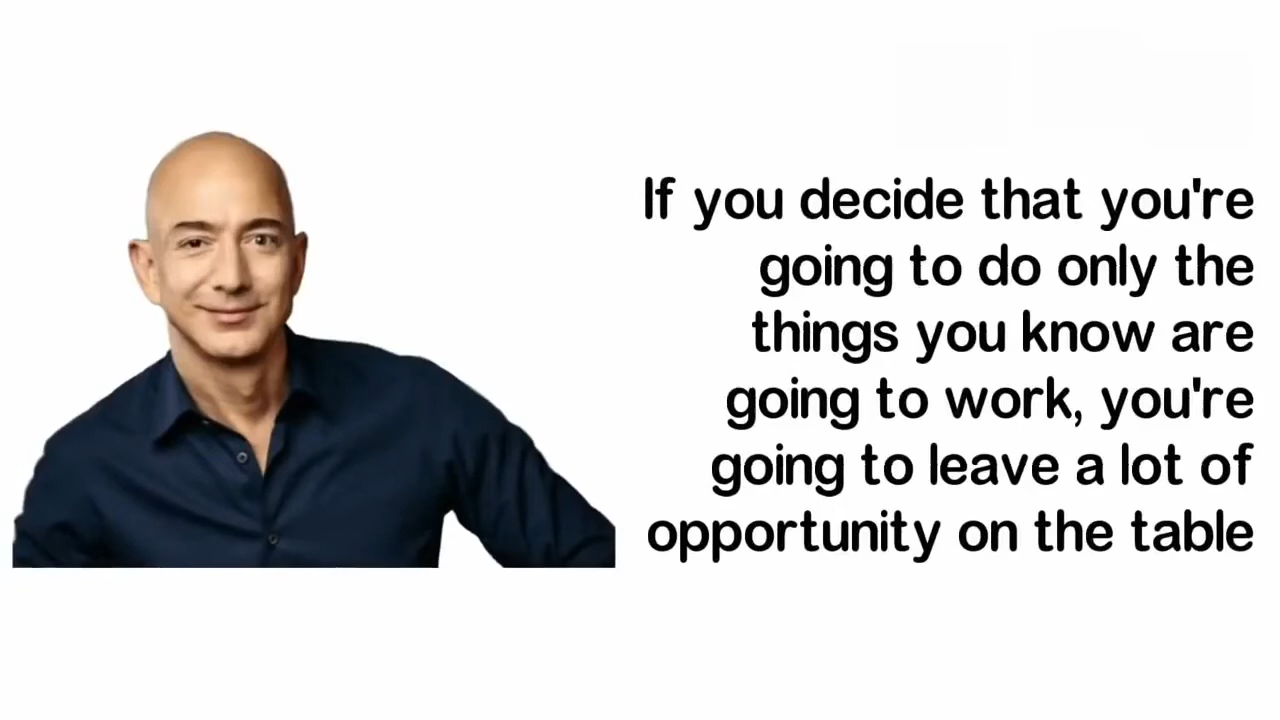 If you decide that you're
going to do only the
things you know are
going to work, you're
going to leave a lot of
opportunity on the table